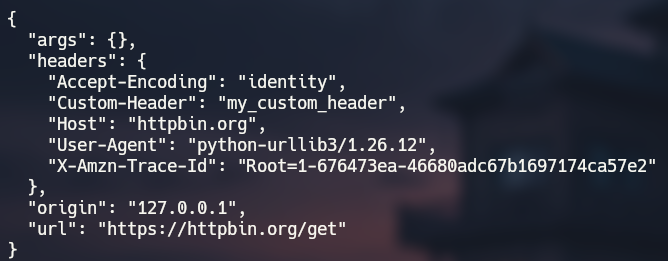 {
  "args": {},
  "headers": {
    "Accept-Encoding": "identity",
    "Custom-Header": "my_custom_header",
    "Host": "httpbin.org",
    "User-Agent": "python-urllib3/1.26.12",
    "X-Amzn-Trace-Id": "Root=1-676473ea-46680adc67b1697174ca57e2"
  },
  "origin": "127.0.0.1",
  "url": "https://httpbin.org/get"
}